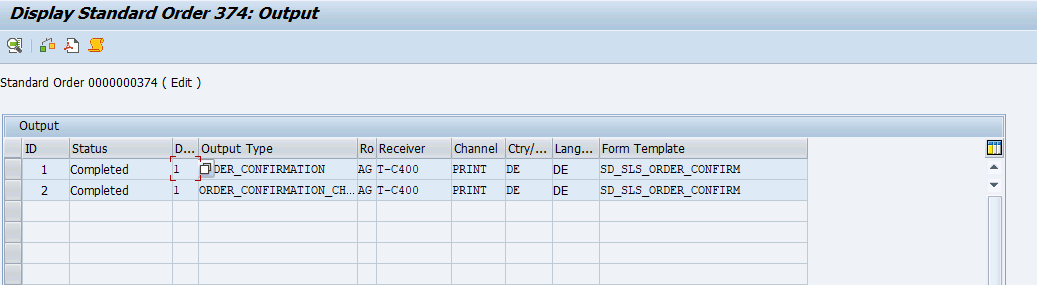 Display Standard Order 374: Output
Standard Order 0000000374 ( Edit )
Output
ID Status D... Output Type Ro Receiver Channel Ctry/... Lang... Form Template
1 Completed 1 DER_CONFIRMATION AG T-C400 PRINT DE DE SD_SLS_ORDER_CONFIRM
2 Completed 1 ORDER_CONFIRMATION_CH... AG T-C400 PRINT DE DE SD_SLS_ORDER_CONFIRM